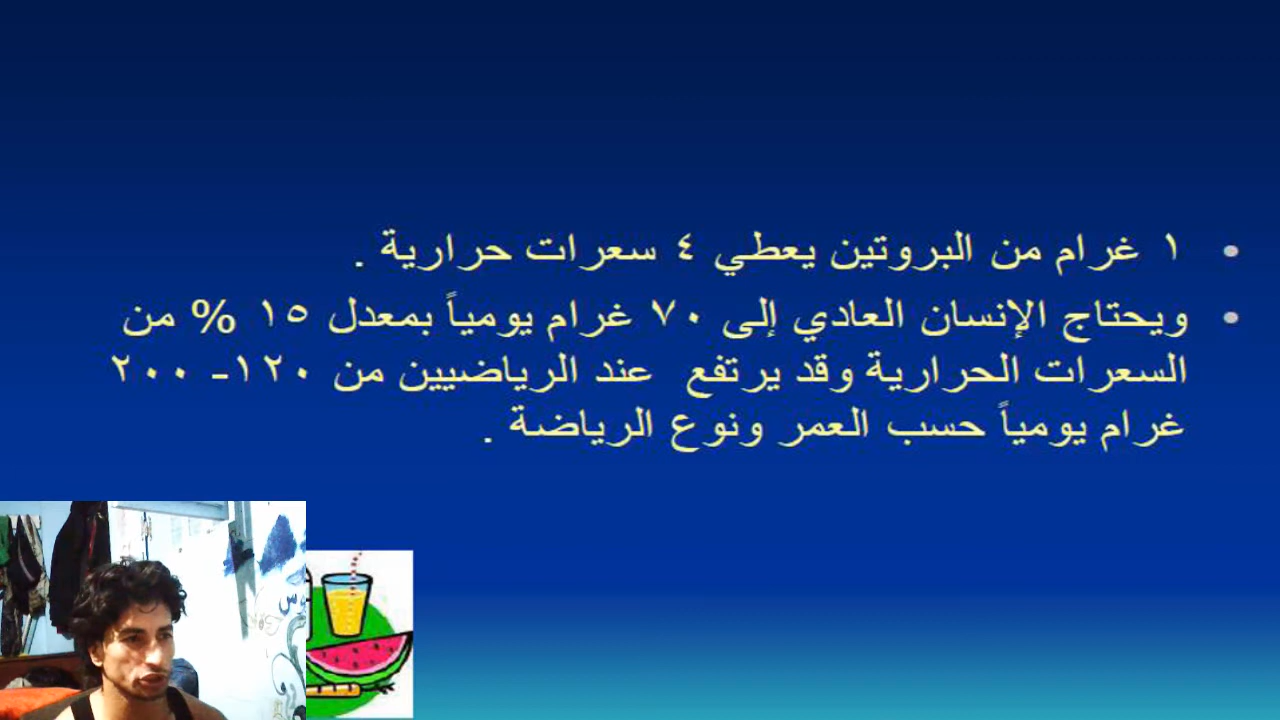 • ١ غرام من البروتين يعطي ٤ سعرات حرارية .
• ويحتاج الإنسان العادي إلى ٧٠ غرام يومياً بمعدل ١٥ % من
السعرات الحرارية وقد يرتفع عند الرياضيين من ١٢٠- ٢٠٠
غرام يومياً حسب العمر ونوع الرياضة .